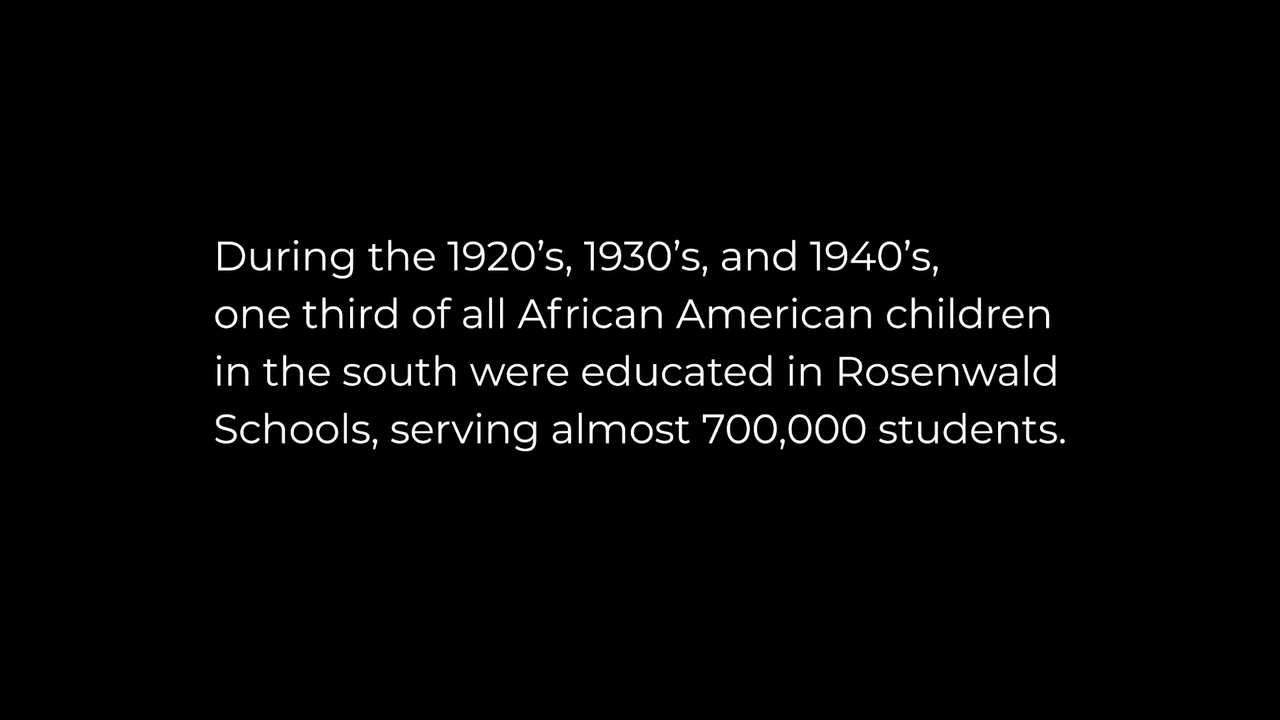 During the 1920’s, 1930’s, and 1940’s,
one third of all African American children
in the south were educated in Rosenwald
Schools, serving almost 700,000 students.